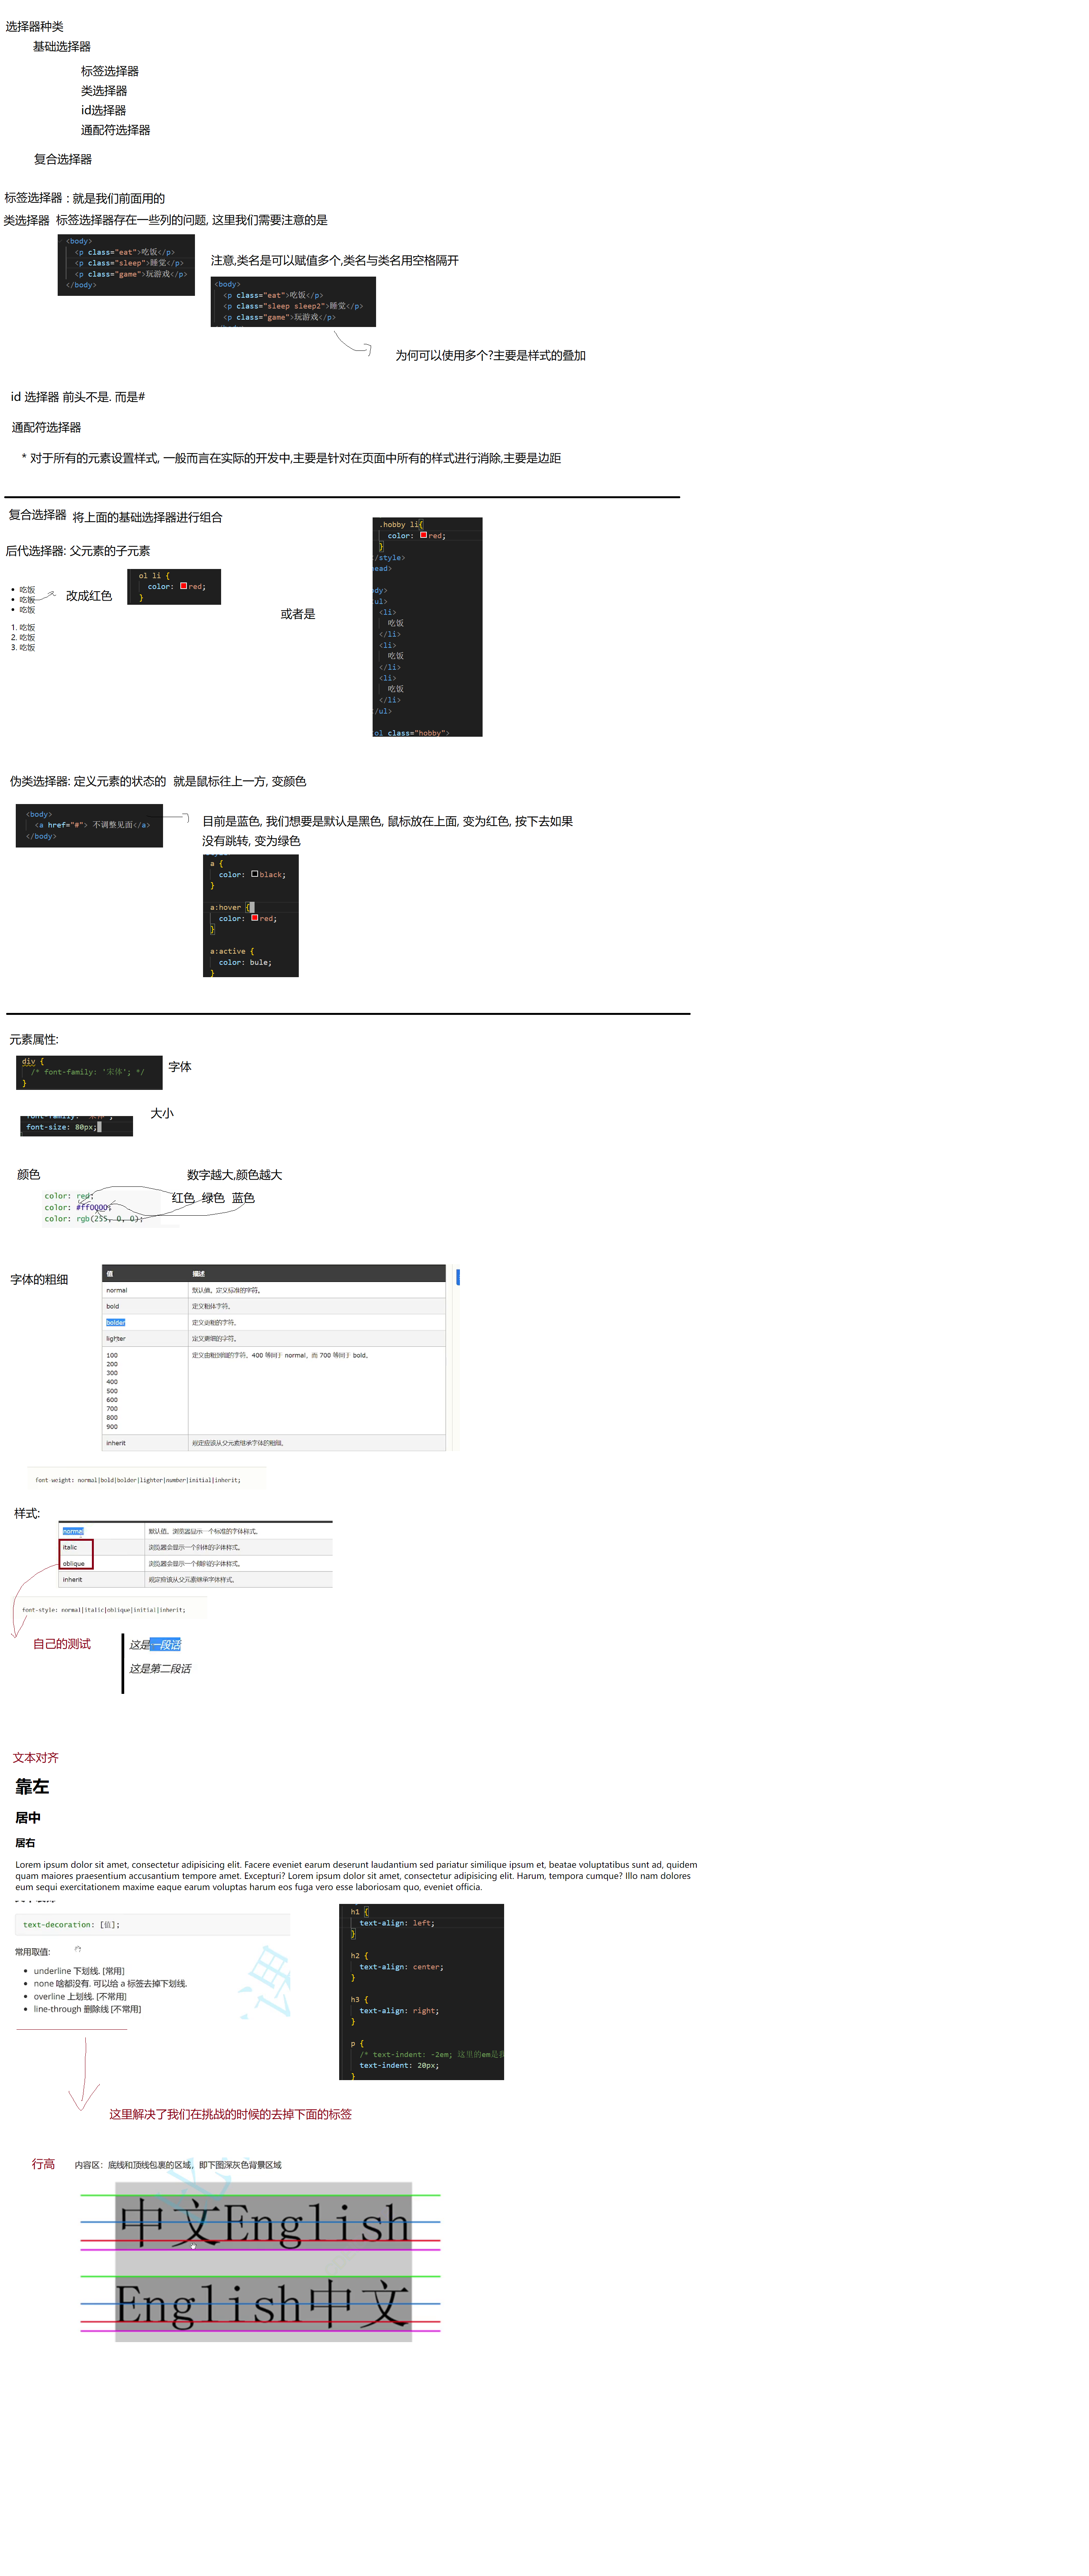 选择器种类
基础选择器
标签选择器
类选择器
id选择器
通配符选择器
复合选择器
标签选择器 : 就是我们前面用的
类选择器 标签选择器存在一些列的问题, 这里我们需要注意的是
<body>
<p class="eat">吃饭</p>
<p class="sleep">睡觉</p>
<p class="game">玩游戏</p>
</body>
注意,类名是可以赋值多个,类名与类名用空格隔开
<body>
<p class="eat">吃饭</p>
<p class="sleep sleep2">睡觉</p>
<p class="game">玩游戏</p>
为何可以使用多个?主要是样式的叠加
id 选择器 前头不是. 而是#
通配符选择器
* 对于所有的元素设置样式, 一般而言在实际的开发中,主要是针对在页面中所有的样式进行消除,主要是边距
复合选择器 将上面的基础选择器进行组合
后代选择器: 父元素的子元素
吃饭
吃饭
吃饭
1. 吃饭
2. 吃饭
3. 吃饭
改成红色
ol li {
color: red;
}
或者是
.hobby li{
color: red;
}
/style>
ead>
dy>
ul>
<li>
吃饭
</li>
<li>
吃饭
</li>
<li>
吃饭
</li>
/ul>
ol class="hobby">
伪类选择器: 定义元素的状态的 就是鼠标往上一方, 变颜色
<body>
<a href="#"> 不调整见面</a>
</body>
目前是蓝色, 我们想要是默认是黑色, 鼠标放在上面, 变为红色, 按下去如果
没有跳转, 变为绿色
a {
color: black;
}
a:hover {
color: red;
}
a:active {
color: bule;
}
元素属性:
div {
/* font-family: '宋体'; */
}
字体
大小
font-size: 80px;
颜色
数字越大,颜色越大
红色 绿色 蓝色
color: red;
color: #ff0000;
color: rgb(255, 0, 0);
字体的粗细
值 描述
normal 默认值。定义标准的字符。
bold 定义粗体字符。
bolder 定义更粗的字符。
lighter 定义更细的字符。
100 定义由粗到细的字符。400 等同于 normal，而 700 等同于 bold。
200
300
400
500
600
700
800
900
inherit 规定应该从父元素继承字体的粗细。
font-weight: normal|bold|bolder|lighter|number|initial|inherit;
样式:
normal 默认值。浏览器显示一个标准的字体样式。
italic 浏览器会显示一个斜体的字体样式。
oblique 浏览器会显示一个倾斜的字体样式。
inherit 规定应该从父元素继承字体样式。
font-style: normal|italic|oblique|initial|inherit;
自己的测试
这是一段话
这是第二段话
文本对齐
靠左
居中
居右
Lorem ipsum dolor sit amet, consectetur adipisicing elit. Facere eveniet earum deserunt laudantium sed pariatur similique ipsum et, beatae voluptatibus sunt ad, quidem
quam maiores praesentium accusantium tempore amet. Excepturi? Lorem ipsum dolor sit amet, consectetur adipisicing elit. Harum, tempora cumque? Illo nam dolores
eum sequi exercitationem maxime eaque earum voluptas harum eos fuga vero esse laboriosam quo, eveniet officia.
text-decoration: [值];
常用取值:
underline 下划线. [常用]
none 啥都没有. 可以给 a 标签去掉下划线.
overline 上划线. [不常用]
line-through 删除线 [不常用]
h1 {
text-align: left;
}
h2 {
text-align: center;
}
h3 {
text-align: right;
}
p {
/* text-indent: -2em; 这里的em是
text-indent: 20px;
}
这里解决了我们在挑战的时候的去掉下面的标签
行高
内容区：底线和顶线包裹的区域，即下图深灰色背景区域
中文English
English中文